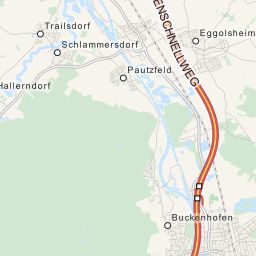 Trailsdorf
Eggolsheim
Schlammersdorf
Pautzfeld
Hallerndorf
ENSCHNELLWEG
Buckenhofen